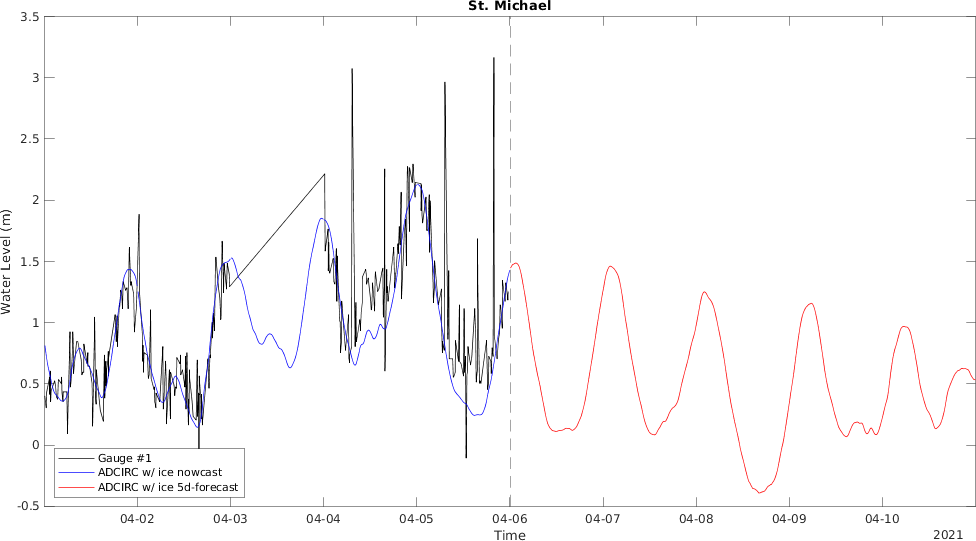 St. Michael
3.5
3
2.5
2
1.5
1
0.5
0
-0.5
Water Level (m)
Gauge #1
ADCIRC w/ ice nowcast
ADCIRC w/ ice 5d-forecast
04-02 04-03 04-04 04-05 04-06 04-07 04-08 04-09 04-10
Time
2021